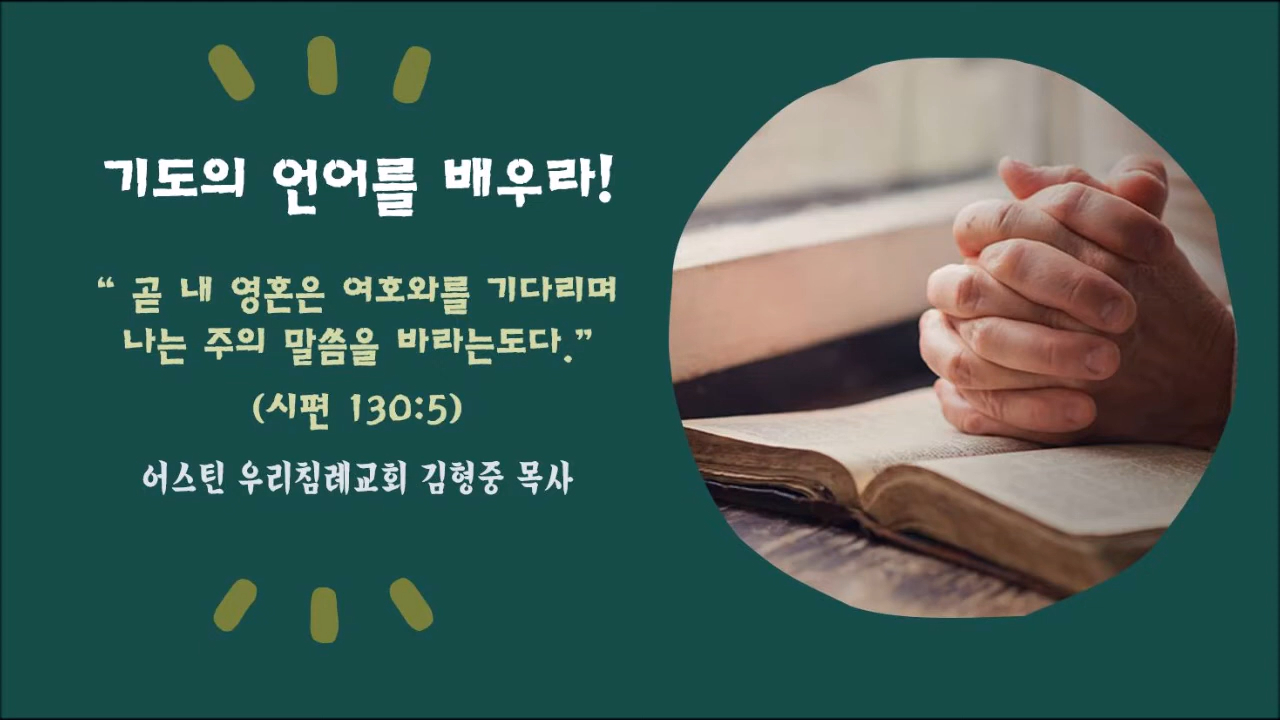 기도의 언어를 배우라!
“ 곧 내 영혼은 여호와를 기다리며
나는 주의 말씀을 바라는도다.”
(시편 130:5)
어스틴 우리침례교회 김형중 목사